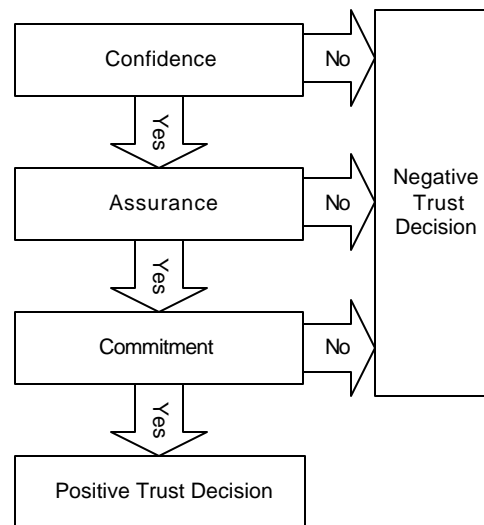 Confidence
No
Yes
Assurance
No
Negative
Trust
Decision
Yes
Commitment
No
Yes
Positive Trust Decision